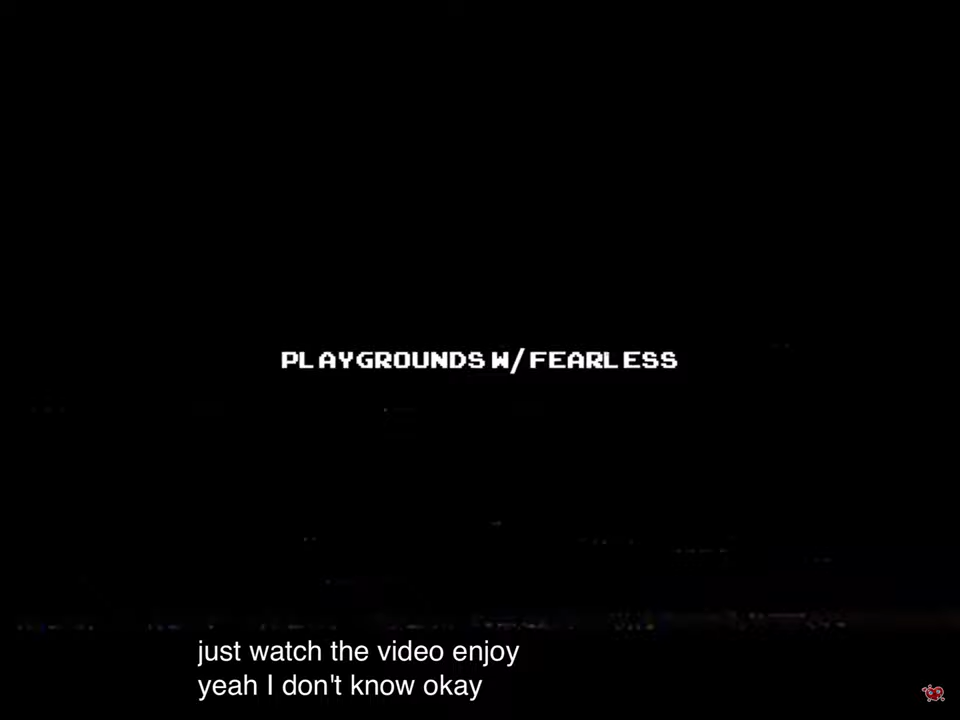 PLAYGROUNDS W/FEARLESS
just watch the video enjoy
yeah I don't know okay